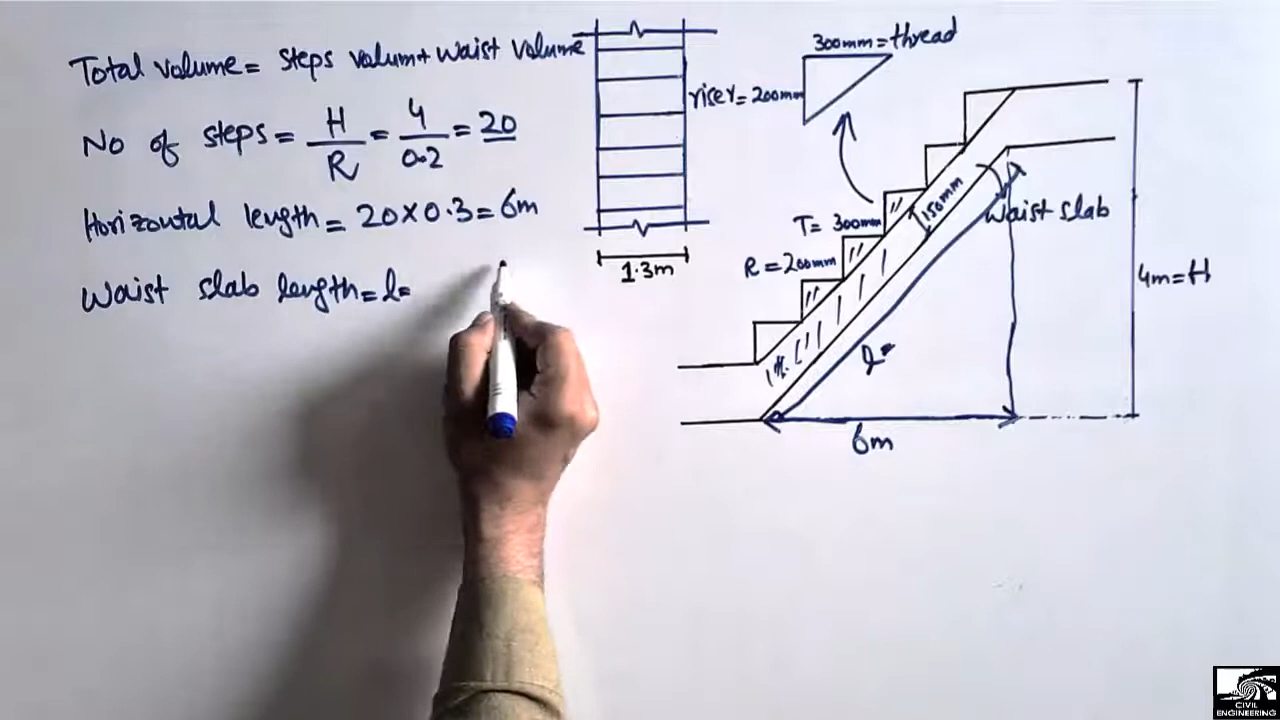 Total volume = steps volum+ waist volume
No of steps = H/R = 4/0.2 = 20
Horizontal length = 20×0.3=6m
Waist slab length = l=
1.3m
300mm = thread
riser = 200mm
T = 300mm
R = 200mm
150mm
waist slab
4m=H
l=
6m
CIVIL
ENGINEERING